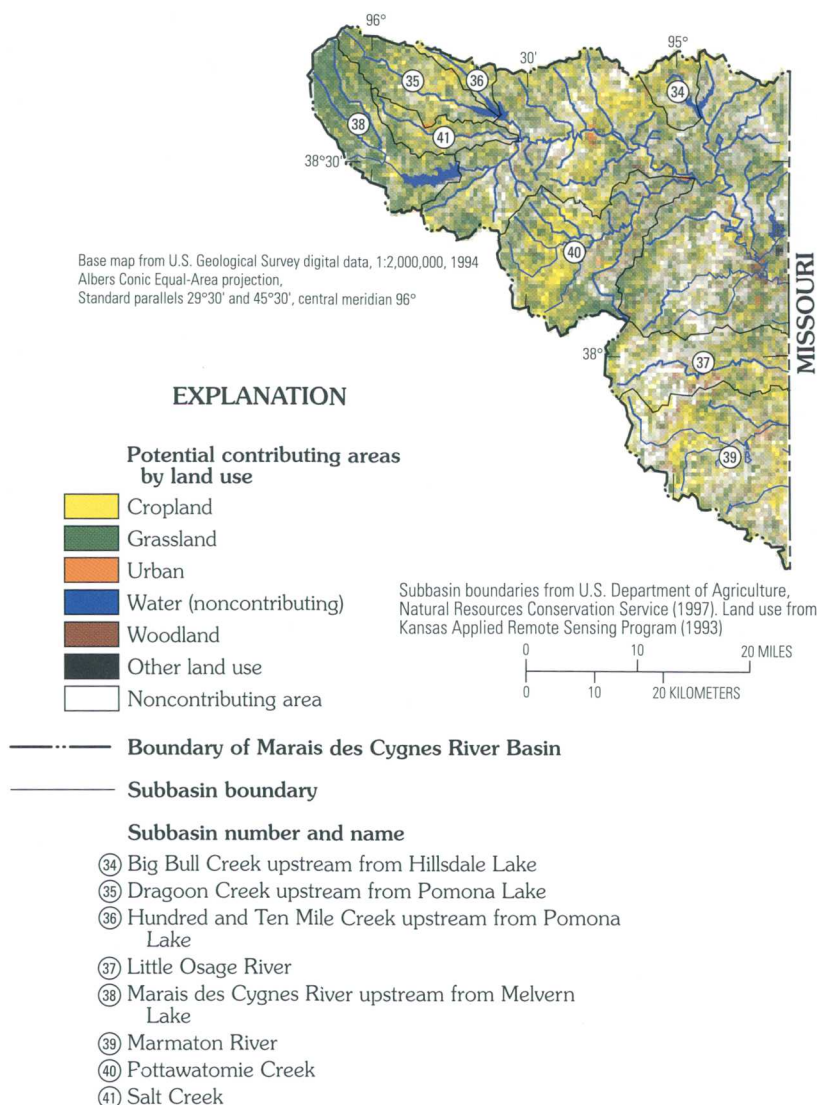 96°
30'
95°
35
36
34
38
41
38°30'
40
Base map from U.S. Geological Survey digital data, 1:2,000,000, 1994
Albers Conic Equal-Area projection,
Standard parallels 29°30' and 45°30', central meridian 96°
MISSOURI
38°
37
39
EXPLANATION
Potential contributing areas
by land use
Cropland
Grassland
Urban
Water (noncontributing)
Woodland
Other land use
Noncontributing area
Subbasin boundaries from U.S. Department of Agriculture,
Natural Resources Conservation Service (1997). Land use from
Kansas Applied Remote Sensing Program (1993)
0 10 20 MILES
0 10 20 KILOMETERS
Boundary of Marais des Cygnes River Basin
Subbasin boundary
Subbasin number and name
34 Big Bull Creek upstream from Hillsdale Lake
35 Dragoon Creek upstream from Pomona Lake
36 Hundred and Ten Mile Creek upstream from Pomona
Lake
37 Little Osage River
38 Marais des Cygnes River upstream from Melvern
Lake
39 Marmaton River
40 Pottawatomie Creek
41 Salt Creek